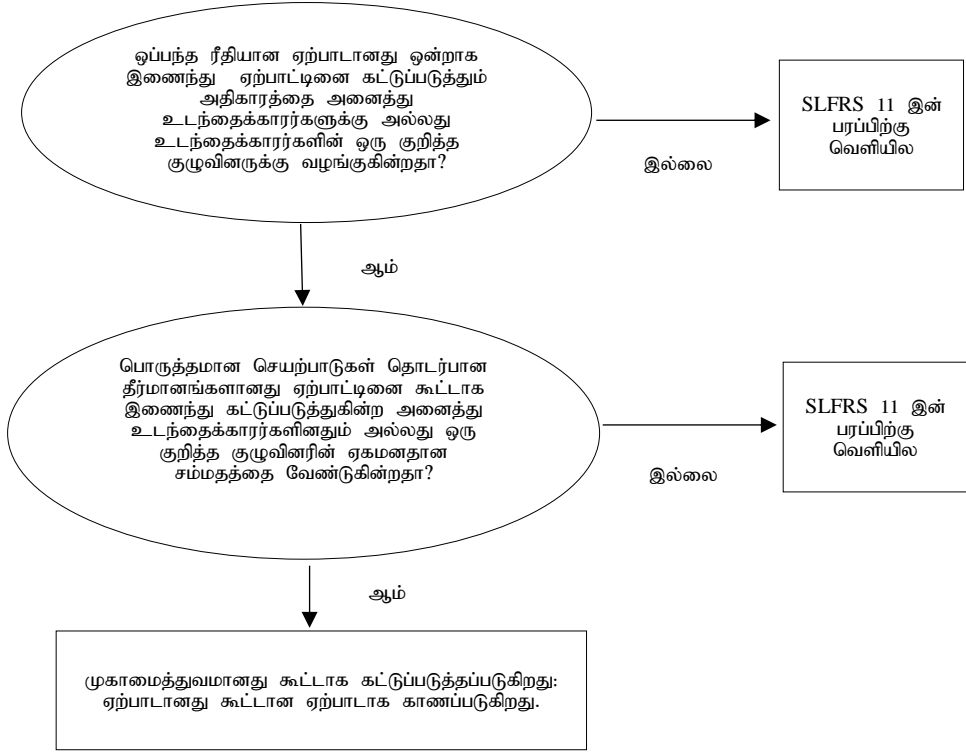 ஒப்பந்த ரீதியான ஏற்பாடானது ஒன்றாக
இணைந்து ஏற்பாட்டினை கட்டுப்படுத்தும்
அதிகாரத்தை அனைத்து
உடந்தைக்காரர்களுக்கு அல்லது
உடந்தைக்காரர்களின் ஒரு குறித்த
குழுவினருக்கு வழங்குகின்றதா?
SLFRS 11 இன்
பரப்பிற்கு
வெளியில
இல்லை
ஆம்
பொருத்தமான செயற்பாடுகள் தொடர்பான
தீர்மானங்களானது ஏற்பாட்டினை கூட்டாக
இணைந்து கட்டுப்படுத்துகின்ற அனைத்து
உடந்தைக்காரர்களினதும் அல்லது ஒரு
குறித்த குழுவினரின் ஏகமனதான
சம்மதத்தை வேண்டுகின்றதா?
SLFRS 11 இன்
பரப்பிற்கு
வெளியில
இல்லை
ஆம்
முகாமைத்துவமானது கூட்டாக கட்டுப்படுத்தப்படுகிறது:
ஏற்பாடானது கூட்டான ஏற்பாடாக காணப்படுகிறது.